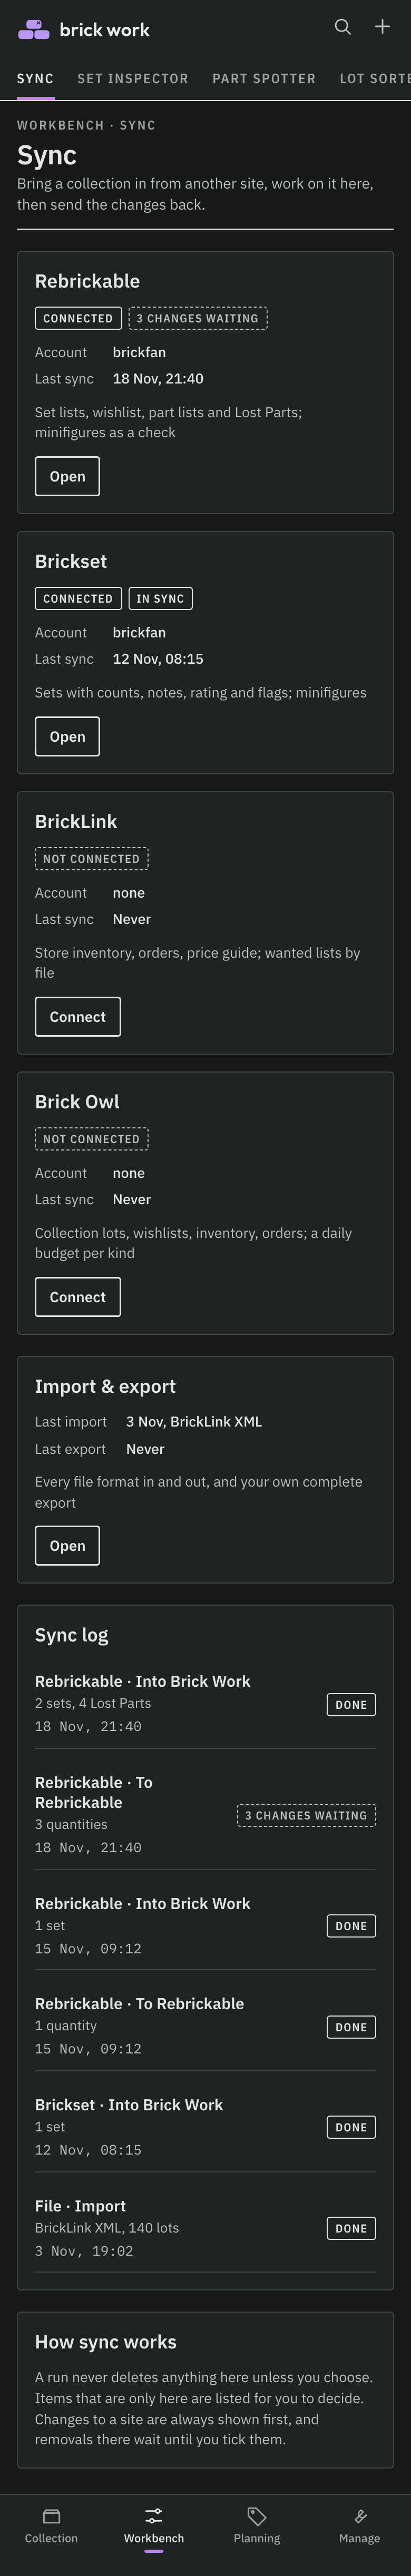 brick work
SYNC SET INSPECTOR PART SPOTTER LOT SORTE
WORKBENCH · SYNC
Sync
Bring a collection in from another site, work on it here,
then send the changes back.
Rebrickable
CONNECTED 3 CHANGES WAITING
Account brickfan
Last sync 18 Nov, 21:40
Set lists, wishlist, part lists and Lost Parts;
minifigures as a check
Open
Brickset
CONNECTED IN SYNC
Account brickfan
Last sync 12 Nov, 08:15
Sets with counts, notes, rating and flags; minifigures
Open
BrickLink
NOT CONNECTED
Account none
Last sync Never
Store inventory, orders, price guide; wanted lists by
file
Connect
Brick Owl
NOT CONNECTED
Account none
Last sync Never
Collection lots, wishlists, inventory, orders; a daily
budget per kind
Connect
Import & export
Last import 3 Nov, BrickLink XML
Last export Never
Every file format in and out, and your own complete
export
Open
Sync log
Rebrickable · Into Brick Work
2 sets, 4 Lost Parts
18 Nov, 21:40
DONE
Rebrickable · To
Rebrickable
3 quantities
18 Nov, 21:40
3 CHANGES WAITING
Rebrickable · Into Brick Work
1 set
15 Nov, 09:12
DONE
Rebrickable · To Rebrickable
1 quantity
15 Nov, 09:12
DONE
Brickset · Into Brick Work
1 set
12 Nov, 08:15
DONE
File · Import
BrickLink XML, 140 lots
3 Nov, 19:02
DONE
How sync works
A run never deletes anything here unless you choose.
Items that are only here are listed for you to decide.
Changes to a site are always shown first, and
removals there wait until you tick them.
Collection Workbench Planning Manage